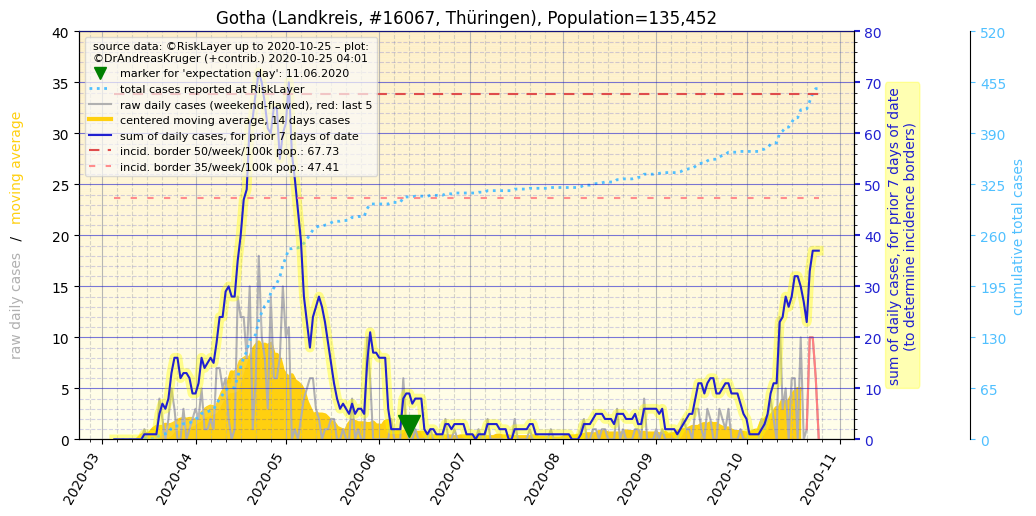 Gotha (Landkreis, #16067, Thüringen), Population=135,452
source data: ©RiskLayer up to 2020-10-25 – plot:
©DrAndreasKruger (+contrib.) 2020-10-25 04:01
marker for 'expectation day': 11.06.2020
total cases reported at RiskLayer
raw daily cases (weekend-flawed), red: last 5
centered moving average, 14 days cases
sum of daily cases, for prior 7 days of date
incid. border 50/week/100k pop.: 67.73
incid. border 35/week/100k pop.: 47.41
raw daily cases / moving average
40
35
30
25
20
15
10
5
0
80
70
60
50
40
30
20
10
0
sum of daily cases, for prior 7 days of date
(to determine incidence borders)
520
455
390
325
260
195
130
65
0
cumulative total cases
2020-03
2020-04
2020-05
2020-06
2020-07
2020-08
2020-09
2020-10
2020-11